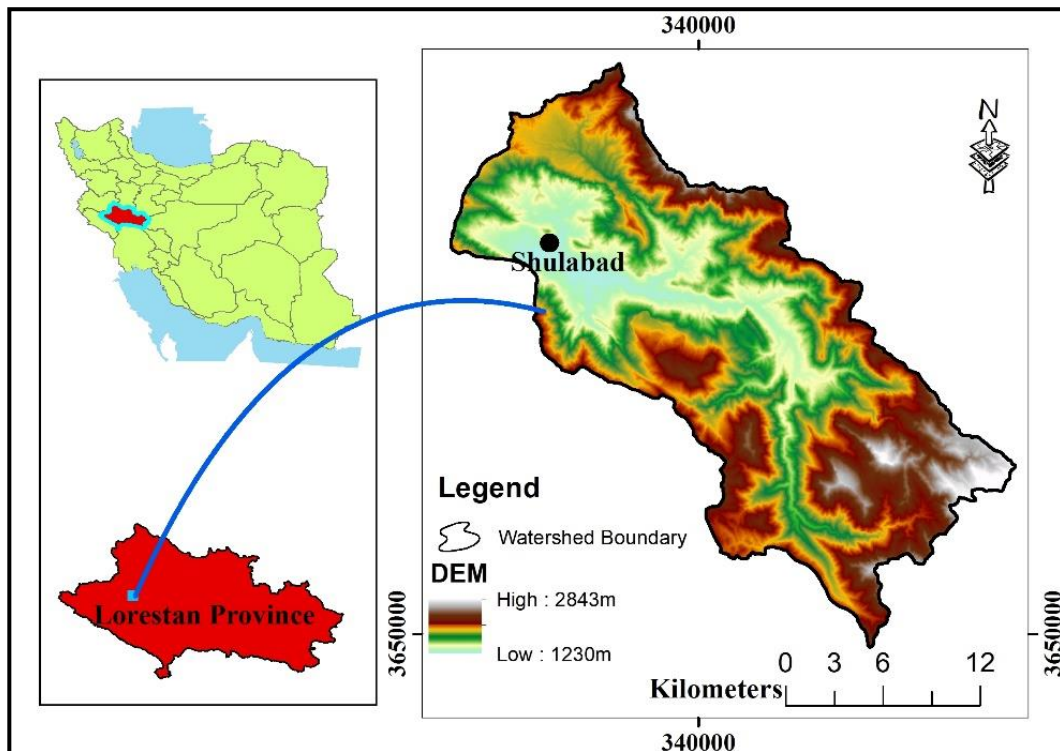 340000
N
Shulabad
Legend
Watershed Boundary
DEM
High : 2843m
Low : 1230m
Lorestan Province
3650000
3650000
0 3 6 12
Kilometers
340000